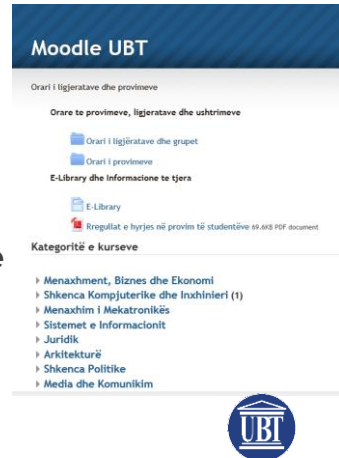 Moodle UBT
Orari i ligjeratave dhe provimeve
Orare te provimeve, ligjeratave dhe ushtrimeve
Orari i ligjëratave dhe grupet
Orari i provimeve
E-Library dhe Informacione te tjera
E-Library
Rregullat e hyrjes në provim të studentëve 69.6KB PDF document
e
Kategoritë e kurseve
Menaxhment, Biznes dhe Ekonomi
Shkenca Kompjuterike dhe Inxhinieri (1)
Menaxhim i Mekatronikës
Sistemet e Informacionit
Juridik
Arkitekturë
Shkenca Politike
Media dhe Komunikim
UBT